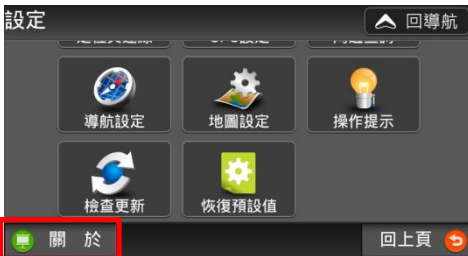 設定
回導航
導航設定
地圖設定
操作提示
檢查更新
恢復預設值
關 於
回上頁